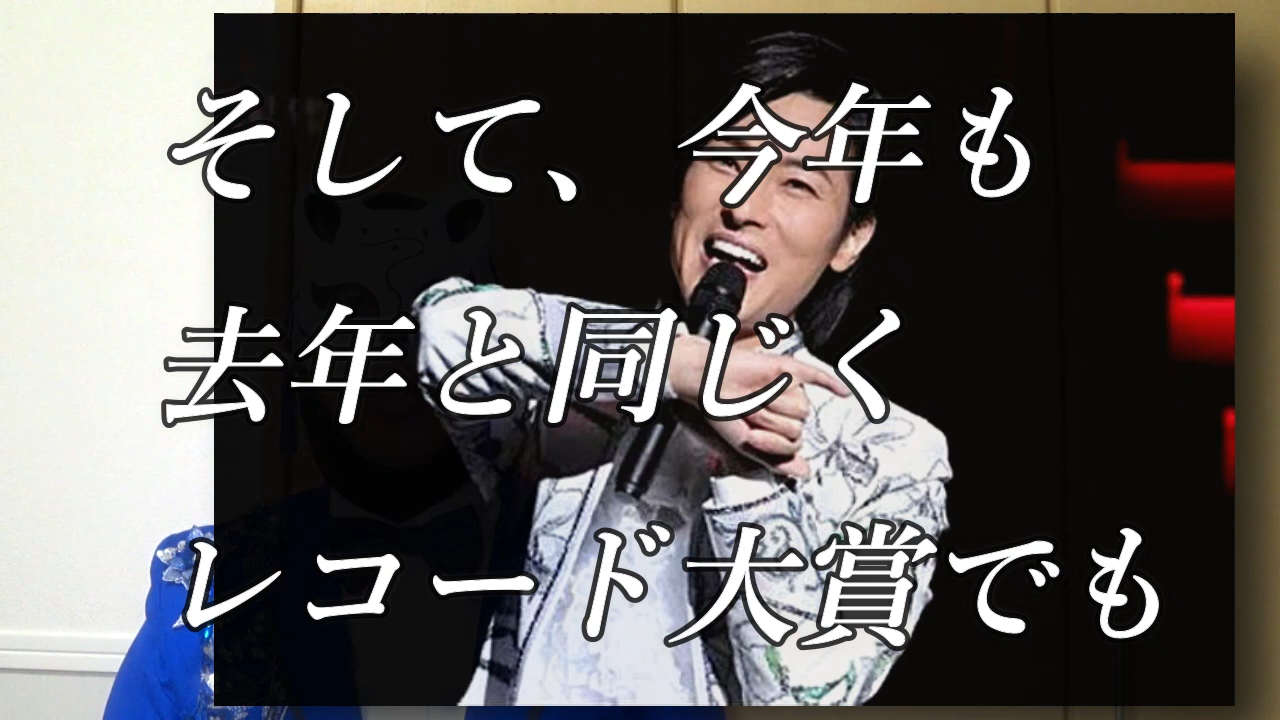 そして、今年も
去年と同じく
レコード大賞でも